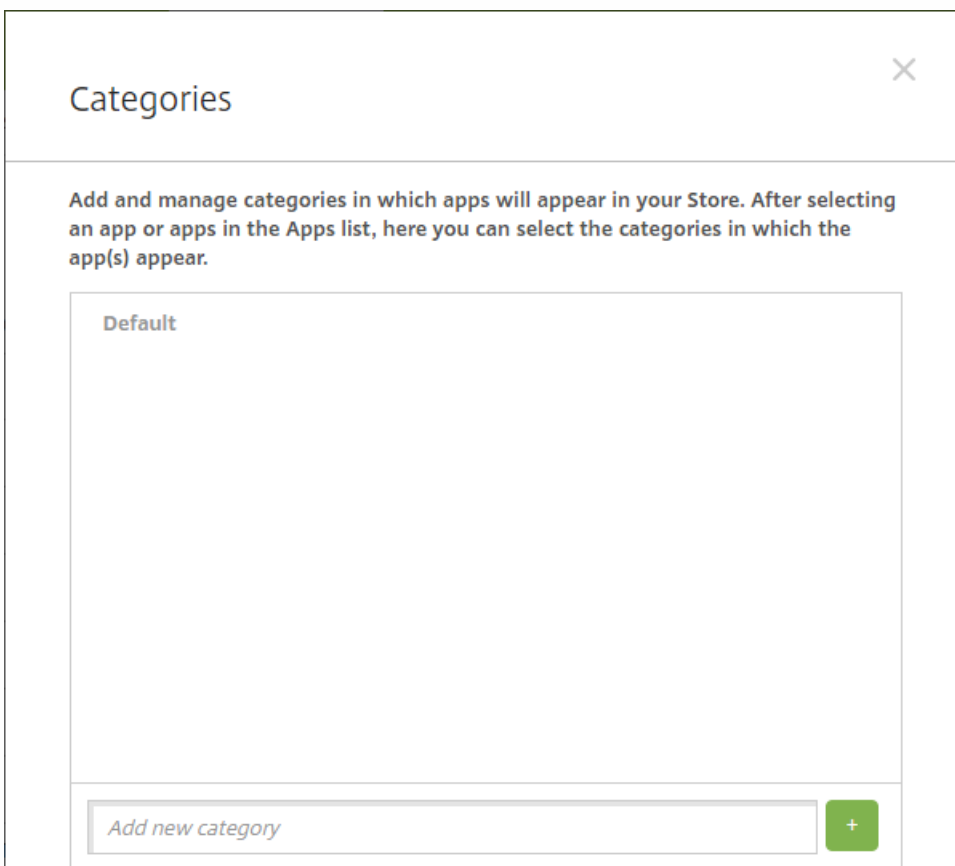 Categories
Add and manage categories in which apps will appear in your Store. After selecting
an app or apps in the Apps list, here you can select the categories in which the
app(s) appear.
Default
Add new category
+